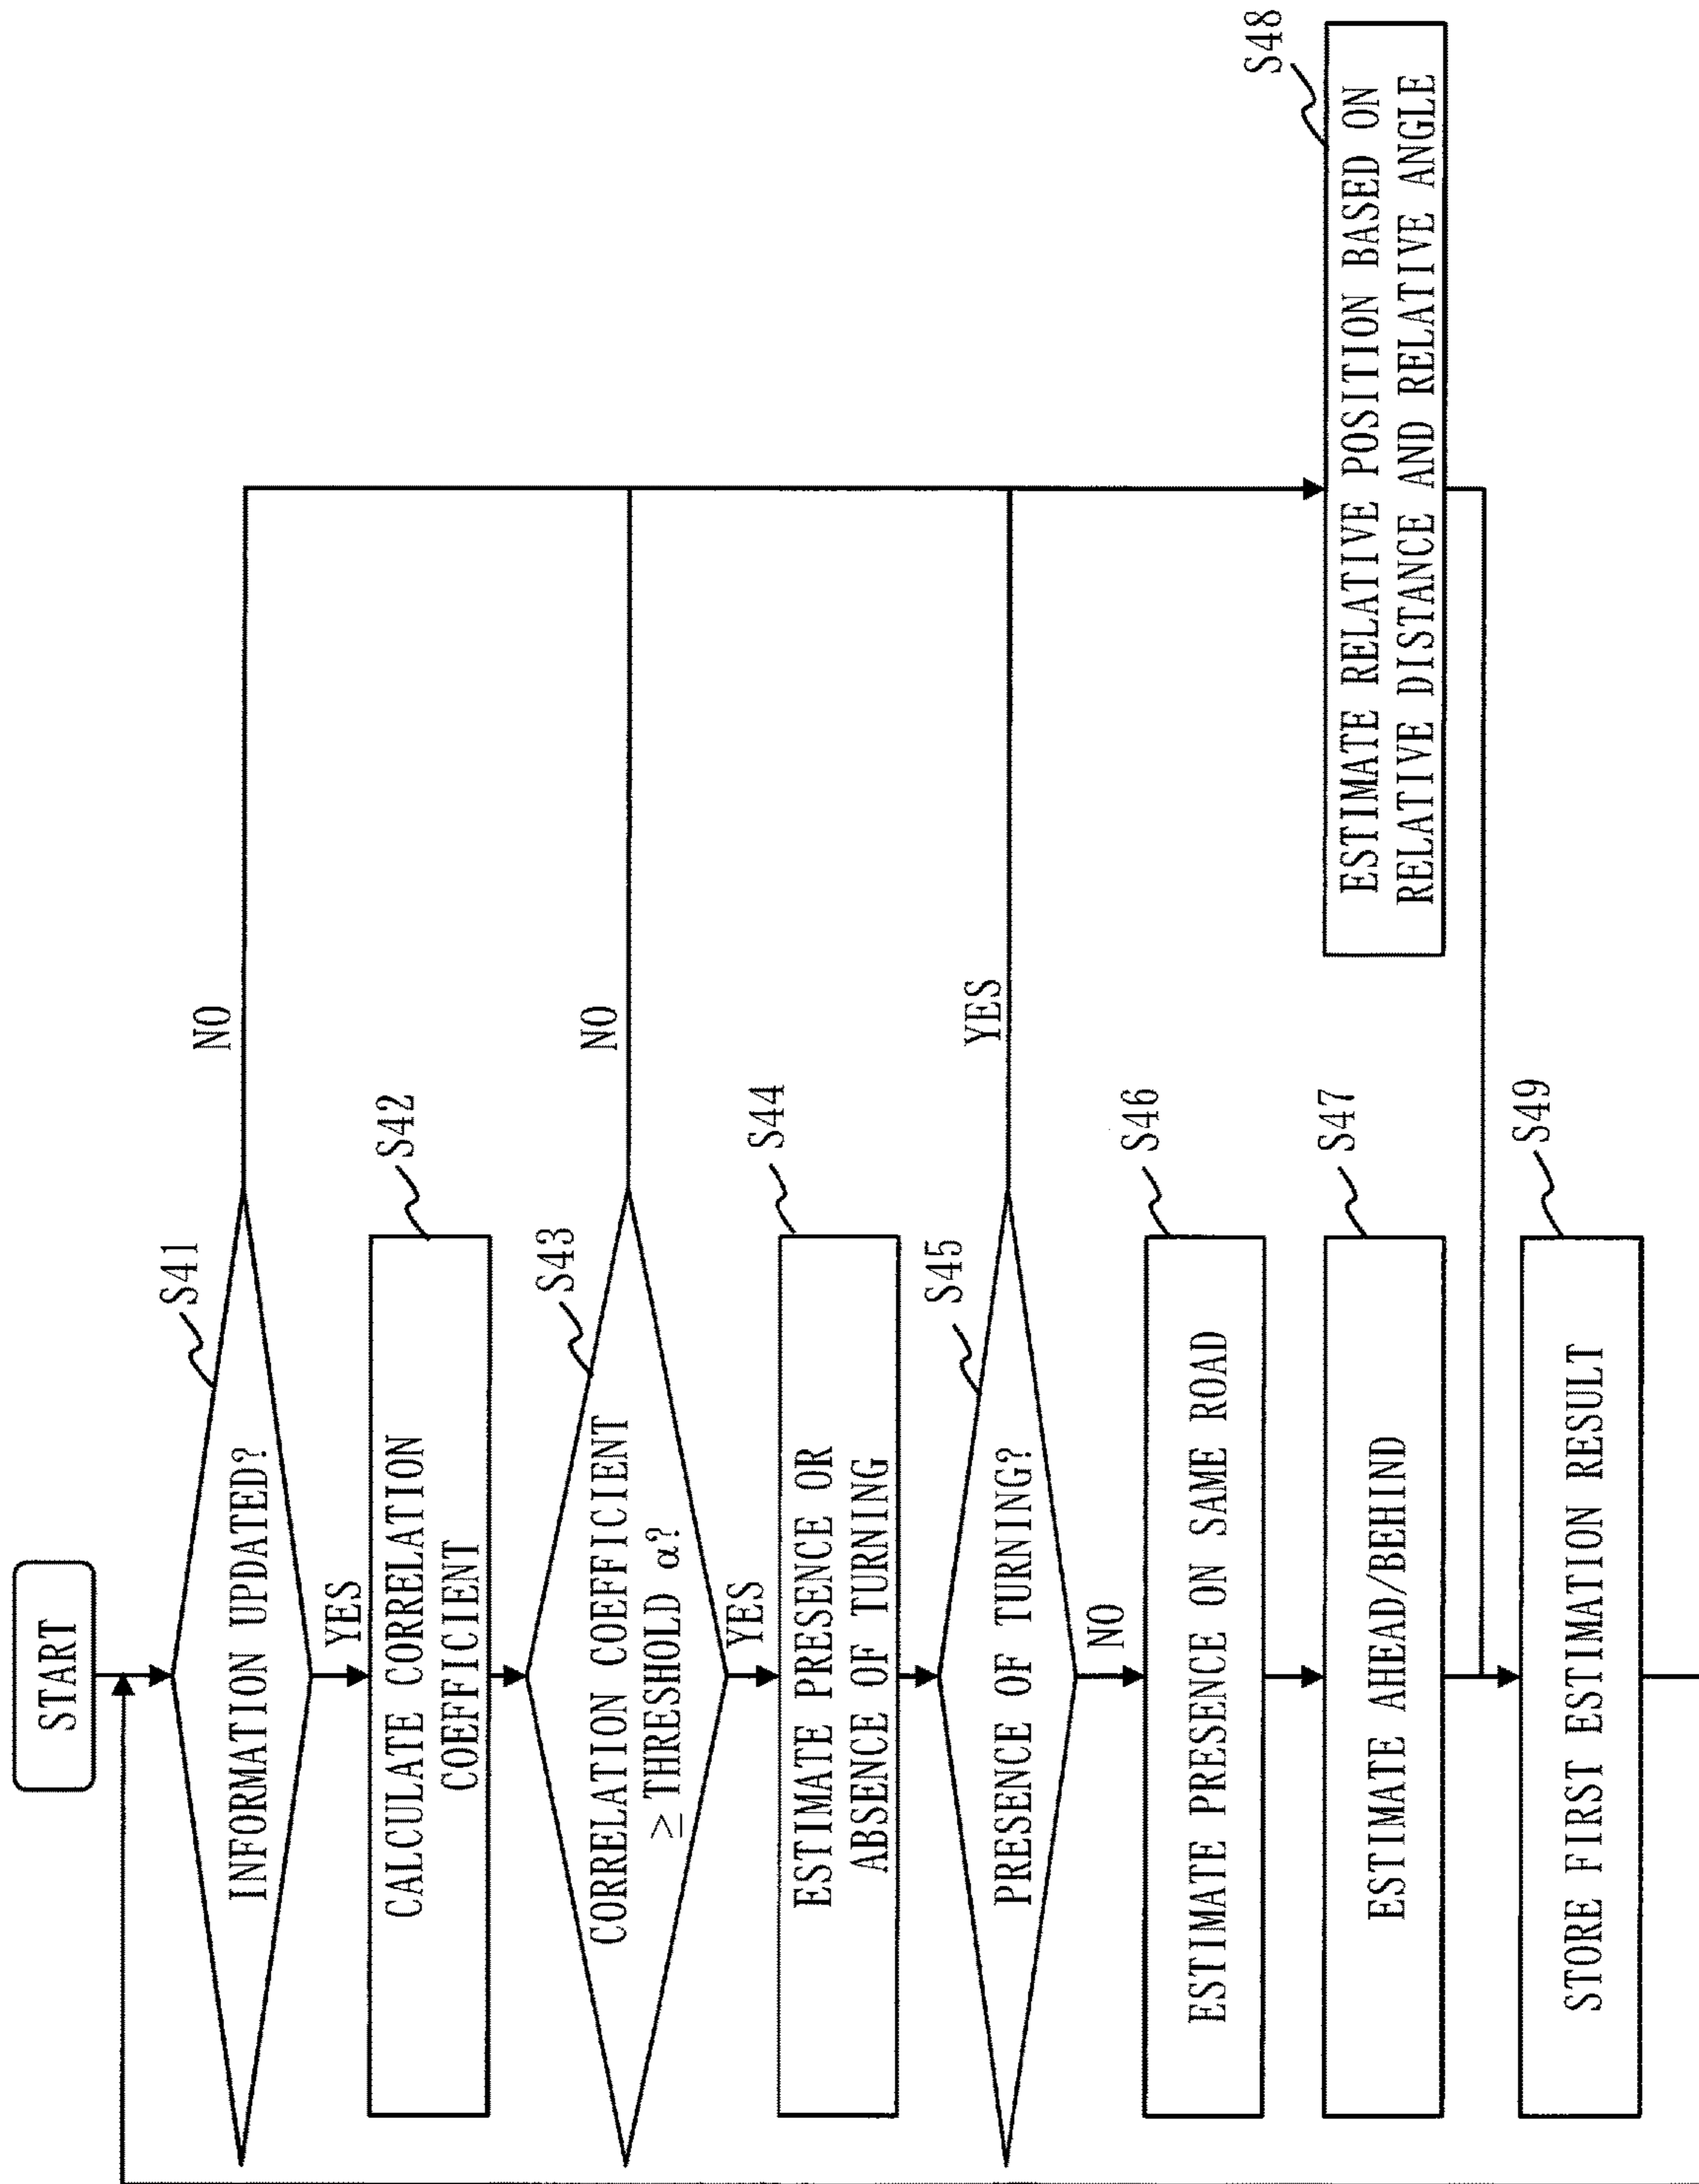 START
S41
INFORMATION UPDATED?
NO
YES
S42
CALCULATE CORRELATION
COEFFICIENT
S43
CORRELATION COEFFICIENT
≥ THRESHOLD α?
NO
YES
S44
ESTIMATE PRESENCE OR
ABSENCE OF TURNING
S45
PRESENCE OF TURNING?
YES
NO
S46
ESTIMATE PRESENCE ON SAME ROAD
S47
ESTIMATE AHEAD/BEHIND
S48
ESTIMATE RELATIVE POSITION BASED ON
RELATIVE DISTANCE AND RELATIVE ANGLE
S49
STORE FIRST ESTIMATION RESULT